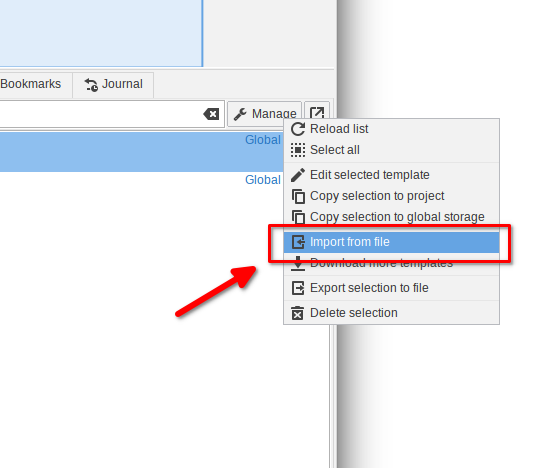 Bookmarks
Journal
Manage
Global
Global
Reload list
Select all
Edit selected template
Copy selection to project
Copy selection to global storage
Import from file
Download more templates
Export selection to file
Delete selection